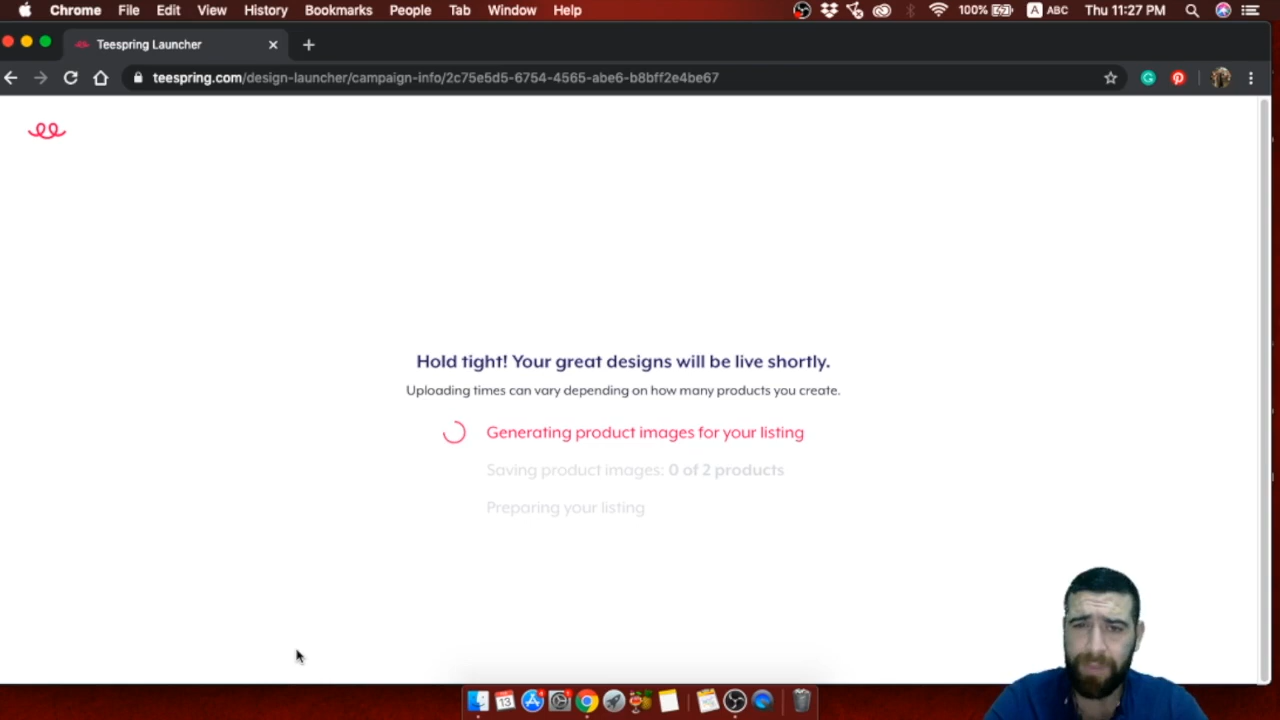 Chrome File Edit View History Bookmarks People Tab Window Help 100% A ABC Thu 11:27 PM
Teespring Launcher
teespring.com/design-launcher/campaign-info/2c75e5d5-6754-4565-abe6-b8bff2e4be67
Hold tight! Your great designs will be live shortly.
Uploading times can vary depending on how many products you create.
Generating product images for your listing
Saving product images: 0 of 2 products
Preparing your listing
13